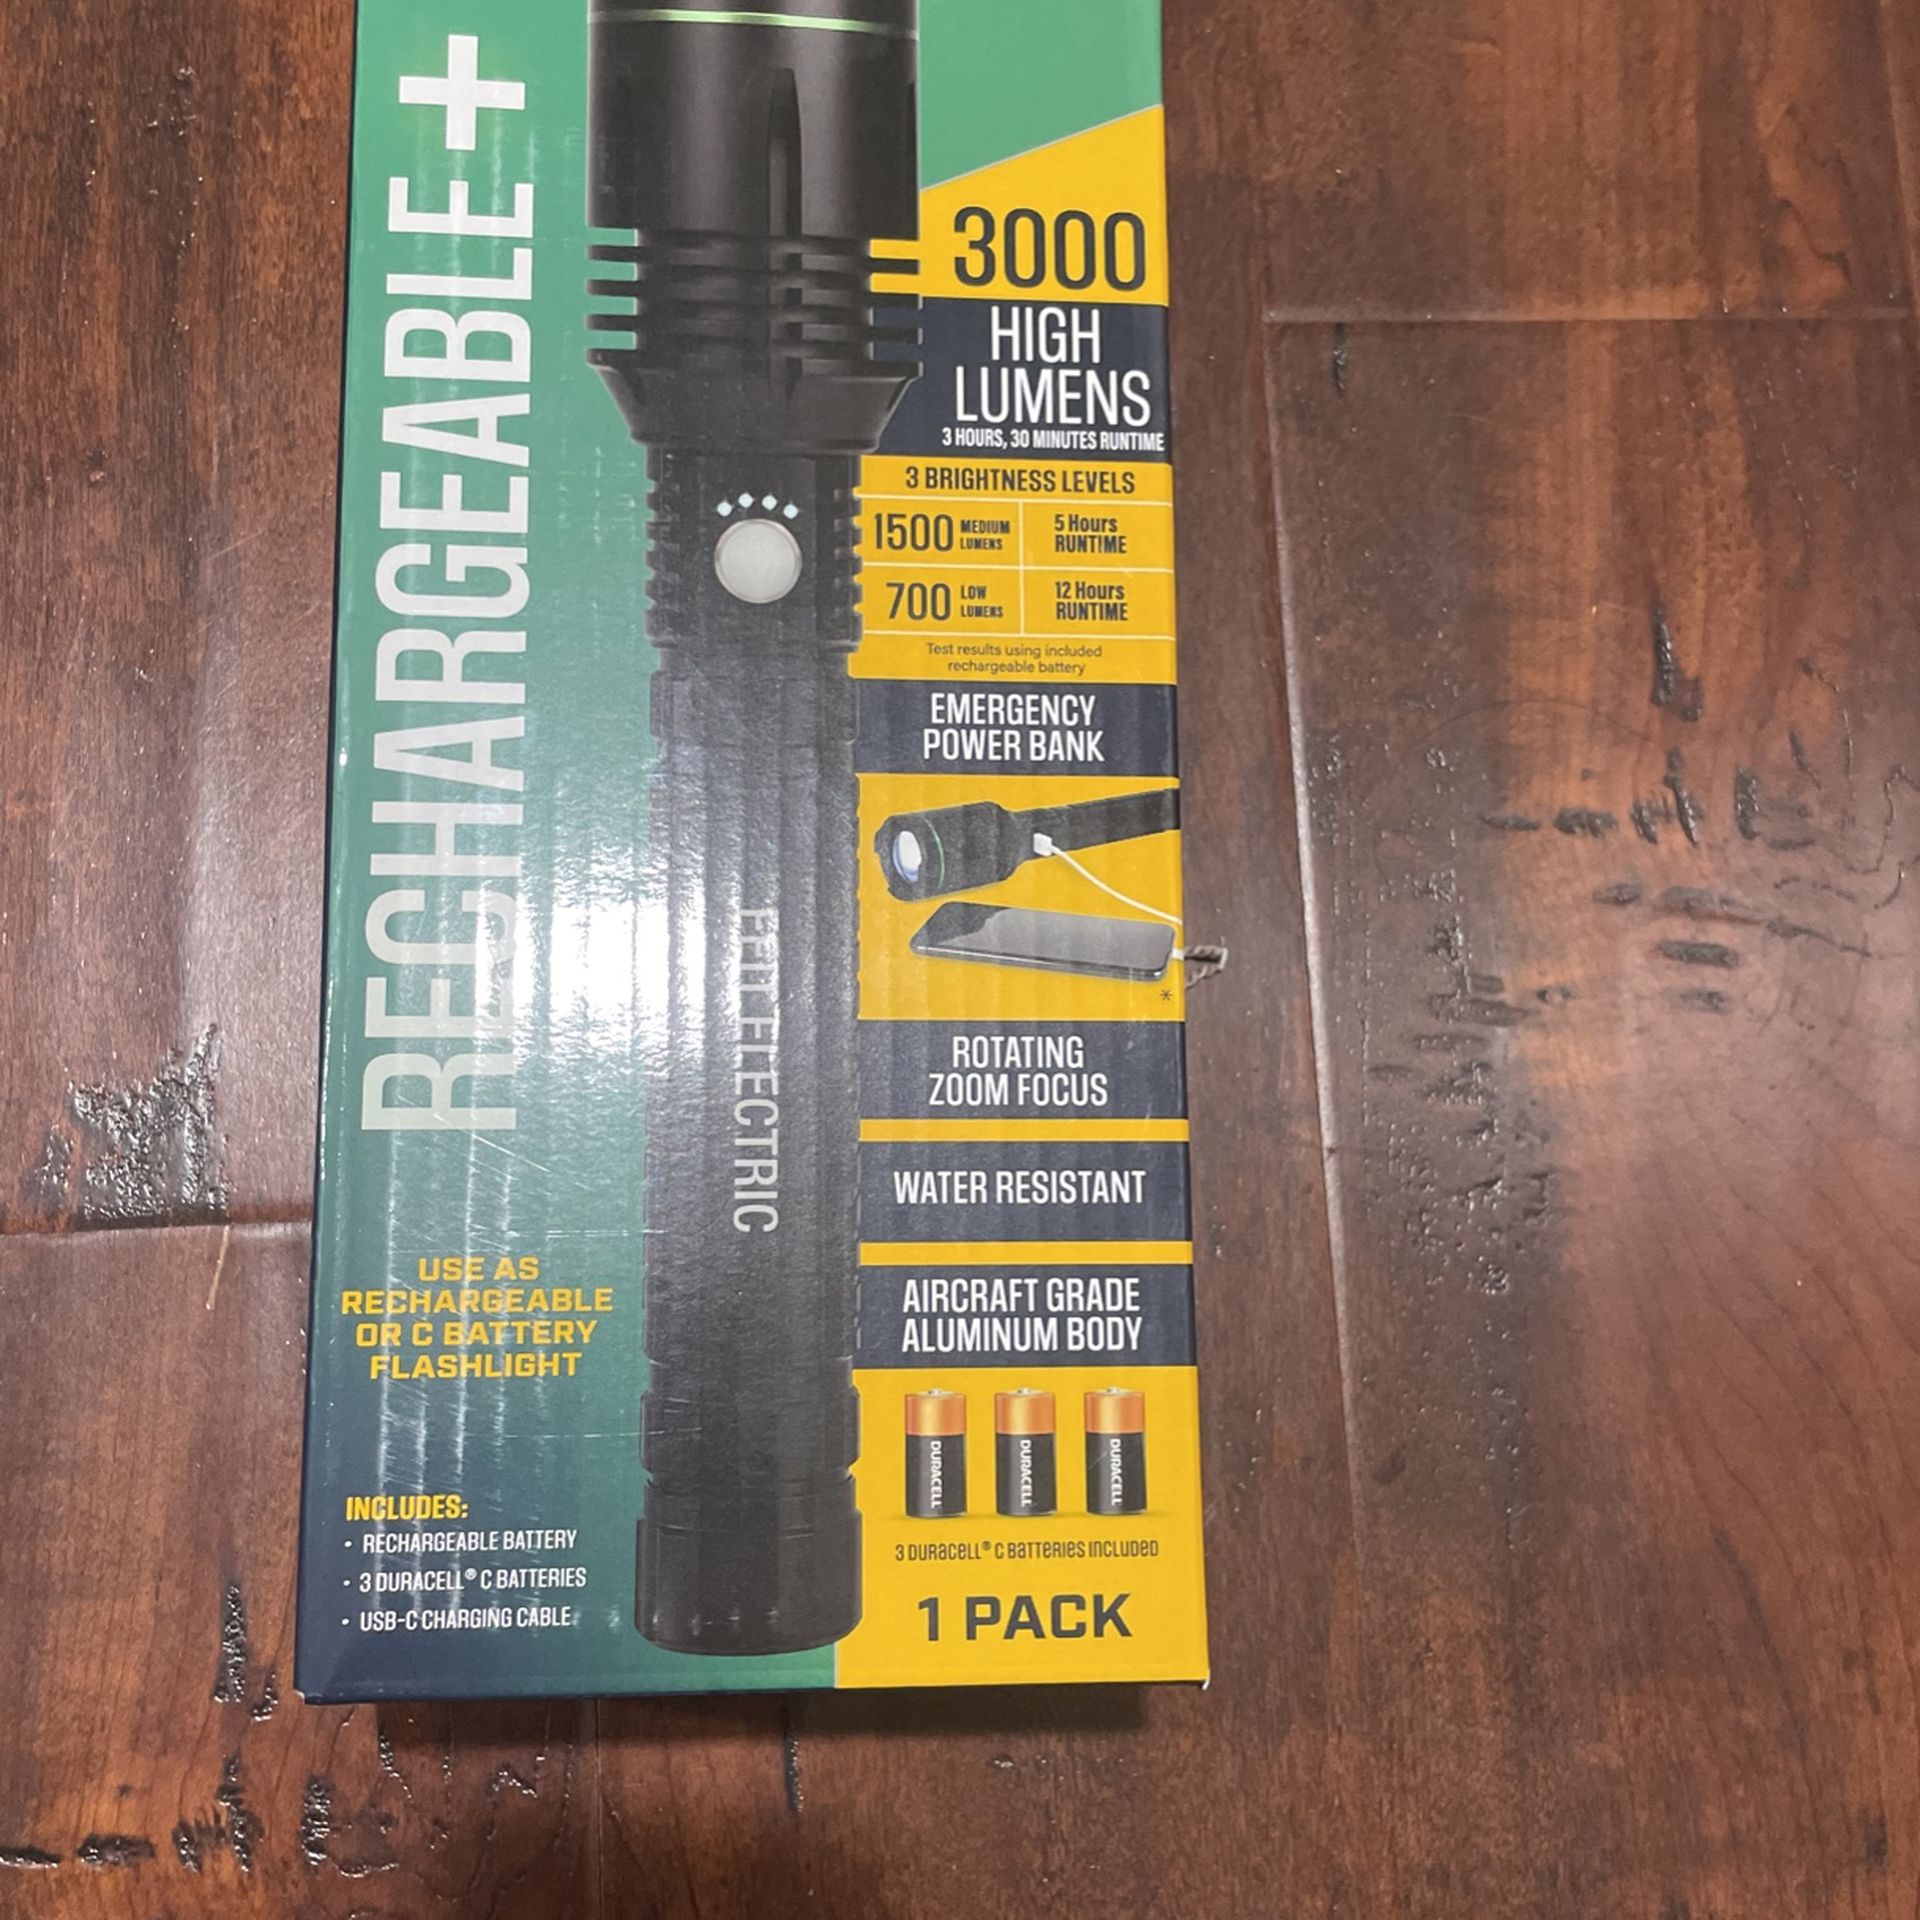 RECHARGEABLE+
3000
HIGH
LUMENS
3 HOURS, 30 MINUTES RUNTIME
3 BRIGHTNESS LEVELS
1500 MEDIUM LUMENS 5 Hours RUNTIME
700 LOW LUMENS 12 Hours RUNTIME
Test results using included
rechargeable battery
EMERGENCY
POWER BANK
*
ROTATING
ZOOM FOCUS
WATER RESISTANT
AIRCRAFT GRADE
ALUMINUM BODY
DURACELL DURACELL DURACELL
3 DURACELL® C BATTERIES INCLUDED
1 PACK
FEIT ELECTRIC
USE AS
RECHARGEABLE
OR C BATTERY
FLASHLIGHT
INCLUDES:
• RECHARGEABLE BATTERY
• 3 DURACELL® C BATTERIES
• USB-C CHARGING CABLE